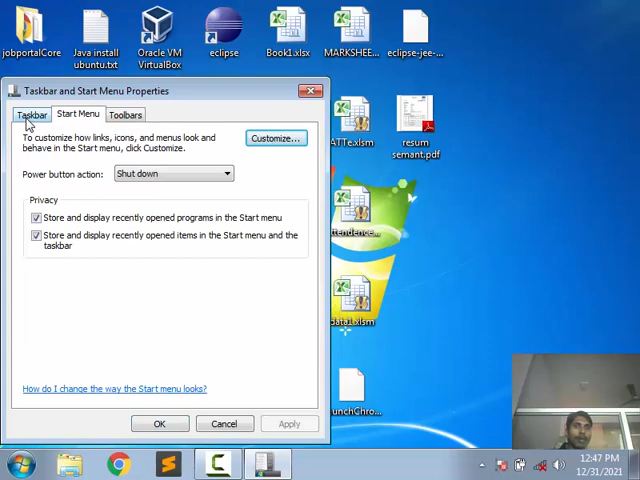 jobportalCore
Java install
ubuntu.txt
Oracle VM
VirtualBox
eclipse
Book1.xlsx
MARKSHEE...
eclipse-jee-...
Taskbar and Start Menu Properties
Taskbar
Start Menu
Toolbars
To customize how links, icons, and menus look and
behave in the Start menu, click Customize.
Customize...
Power button action:
Shut down
Privacy
Store and display recently opened programs in the Start menu
Store and display recently opened items in the Start menu and the
taskbar
How do I change the way the Start menu looks?
OK
Cancel
Apply
ATTe.xlsm
resum
semant.pdf
ttendence...
data1.xlsm
unchChro...
12:47 PM
12/31/2021